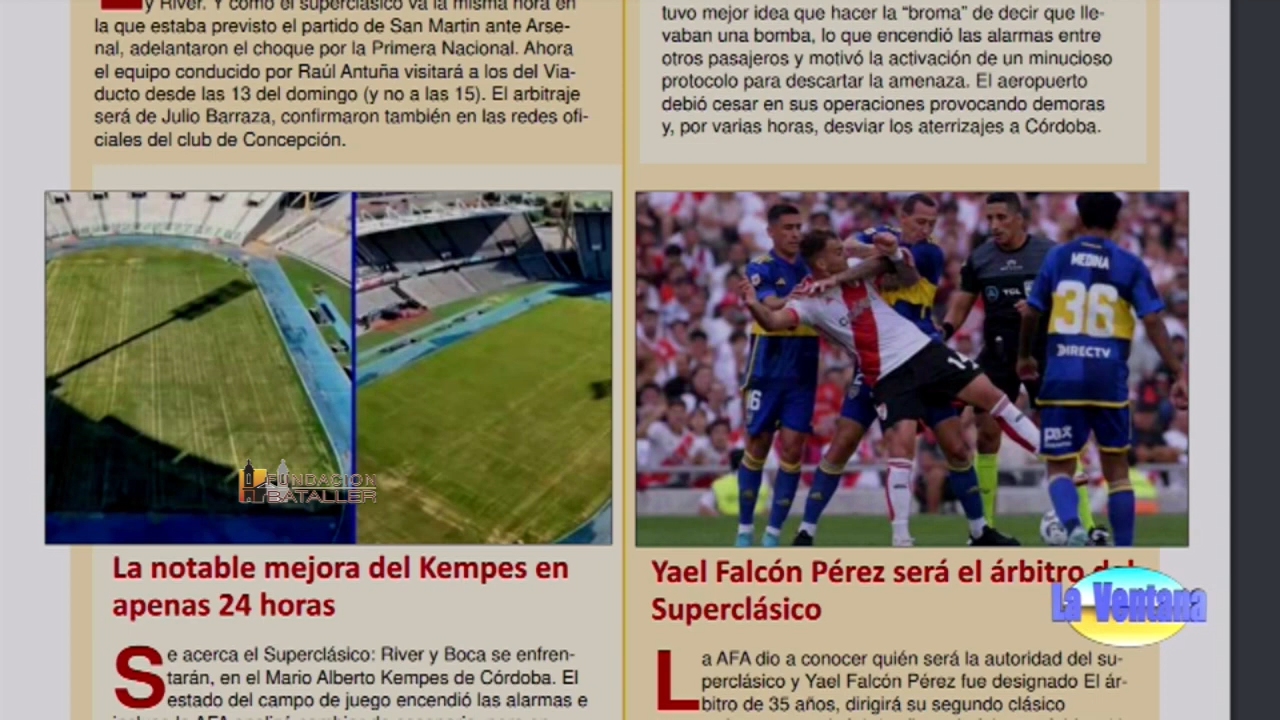 y River. Y como el superclásico va la misma hora en
la que estaba previsto el partido de San Martin ante Arse-
nal, adelantaron el choque por la Primera Nacional. Ahora
el equipo conducido por Raúl Antuña visitará a los del Via-
ducto desde las 13 del domingo (y no a las 15). El arbitraje
será de Julio Barraza, confirmaron también en las redes ofi-
ciales del club de Concepción.
tuvo mejor idea que hacer la “broma” de decir que lle-
vaban una bomba, lo que encendió las alarmas entre
otros pasajeros y motivó la activación de un minucioso
protocolo para descartar la amenaza. El aeropuerto
debió cesar en sus operaciones provocando demoras
y, por varias horas, desviar los aterrizajes a Córdoba.
FUNDACION
BATALLER
MEDINA
36
DIRECTV
TCL
6
La notable mejora del Kempes en
apenas 24 horas
Se acerca el Superclásico: River y Boca se enfren-
tarán, en el Mario Alberto Kempes de Córdoba. El
estado del campo de juego encendió las alarmas e
Yael Falcón Pérez será el árbitro del
Superclásico
La Ventana
La AFA dio a conocer quién será la autoridad del su-
perclásico y Yael Falcón Pérez fue designado El ár-
bitro de 35 años, dirigirá su segundo clásico